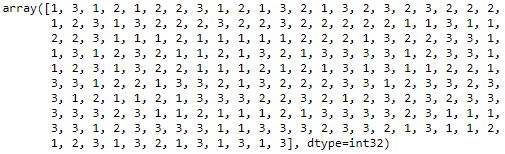 array([1, 3, 1, 2, 1, 2, 2, 3, 1, 2, 1, 3, 2, 1, 3, 2, 3, 2, 3, 2, 2, 2,
1, 2, 3, 1, 3, 2, 2, 2, 3, 2, 2, 3, 2, 2, 2, 2, 1, 1, 3, 1, 1,
2, 2, 3, 1, 1, 1, 2, 1, 1, 1, 1, 1, 2, 2, 2, 1, 3, 2, 2, 3, 3, 1,
1, 3, 1, 2, 3, 2, 1, 1, 2, 1, 3, 2, 1, 3, 3, 3, 3, 1, 2, 3, 3, 1,
1, 2, 3, 1, 3, 2, 2, 1, 1, 1, 2, 1, 2, 1, 3, 1, 3, 1, 1, 2, 2, 1,
3, 3, 1, 2, 2, 1, 3, 3, 2, 1, 3, 2, 2, 2, 2, 3, 3, 1, 2, 3, 2, 3,
3, 1, 2, 1, 1, 2, 1, 3, 3, 3, 2, 2, 3, 2, 1, 2, 3, 2, 3, 2, 3, 3,
3, 3, 3, 2, 3, 1, 1, 2, 1, 1, 2, 1, 3, 3, 3, 3, 2, 3, 1, 1, 1,
3, 3, 1, 2, 3, 3, 3, 3, 1, 1, 3, 3, 3, 2, 3, 3, 2, 1, 3, 1, 1, 2,
1, 2, 3, 1, 3, 2, 1, 3, 1, 3, 1, 3], dtype=int32)